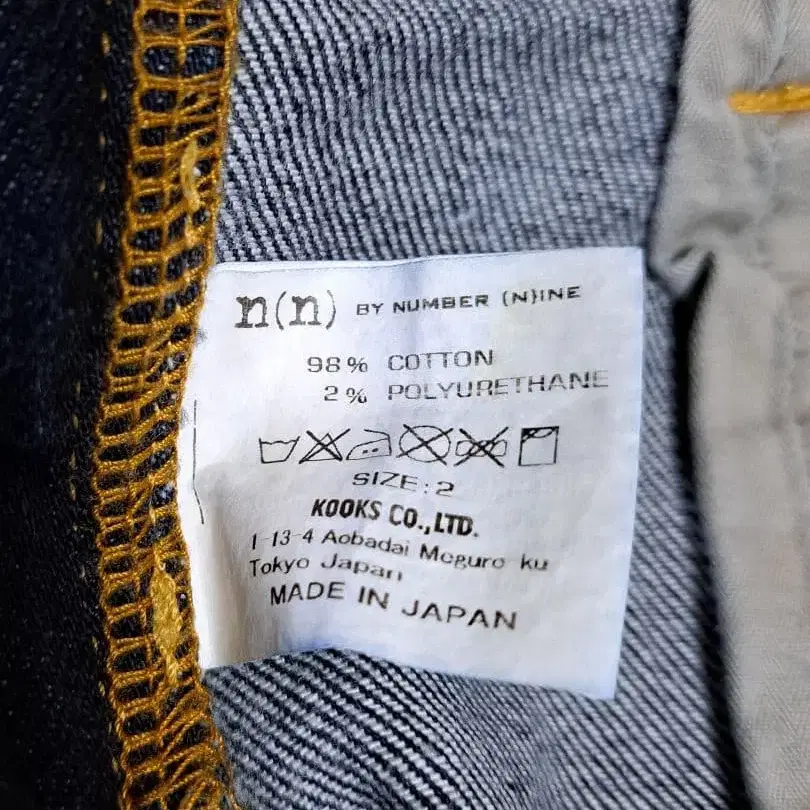 n(n) BY NUMBER (N)INE
98% COTTON
2% POLYURETHANE
SIZE:2
KOOKS CO.,LTD.
1-13-4 Aobadai Meguro-ku
Tokyo Japan
MADE IN JAPAN